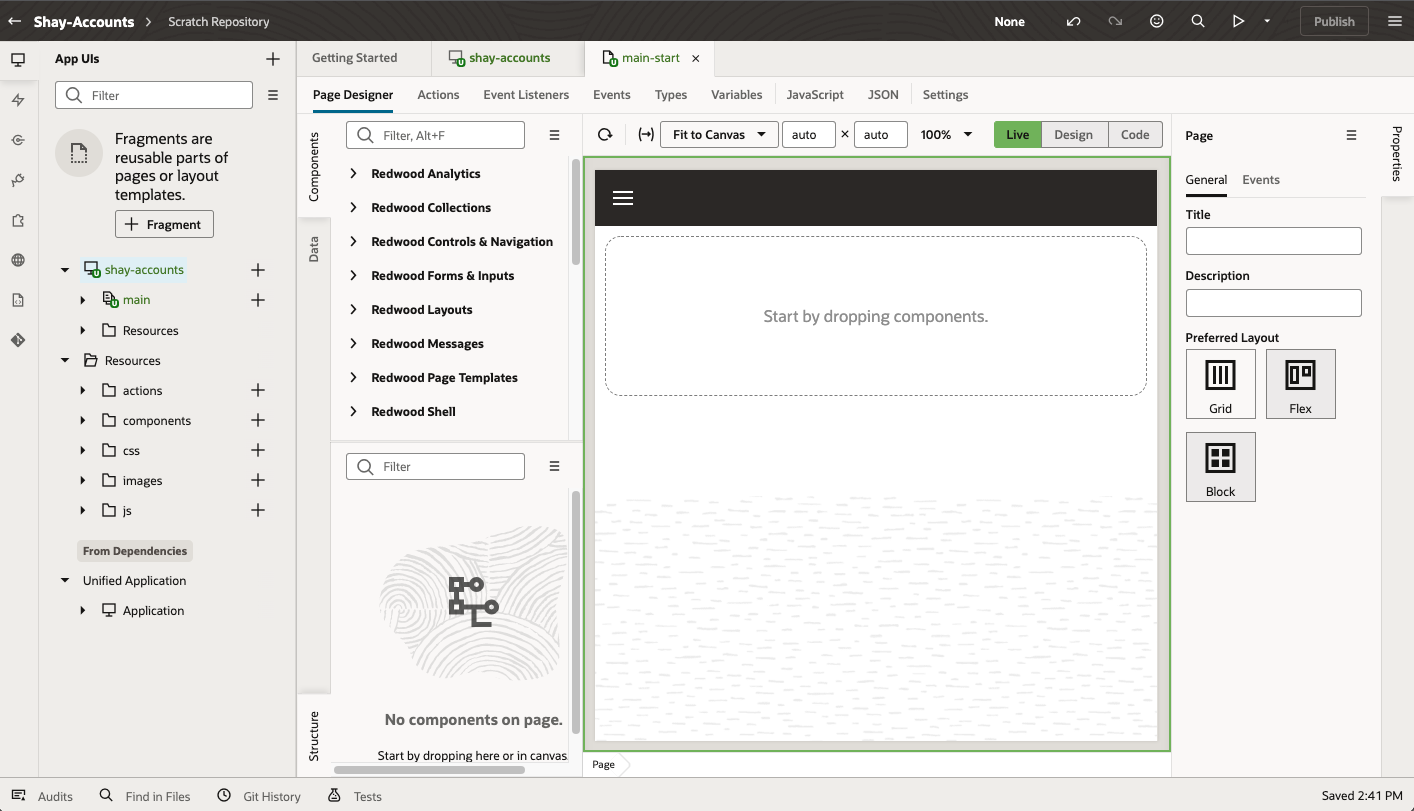 Shay-Accounts
Scratch Repository
None
Publish
App UIs
Filter
Fragments are
reusable parts of
pages or layout
templates.
Fragment
shay-accounts
main
Resources
Resources
actions
components
css
images
js
From Dependencies
Unified Application
Application
Getting Started
shay-accounts
main-start
Page Designer
Actions
Event Listeners
Events
Types
Variables
JavaScript
JSON
Settings
Components
Data
Structure
Filter, Alt+F
Redwood Analytics
Redwood Collections
Redwood Controls & Navigation
Redwood Forms & Inputs
Redwood Layouts
Redwood Messages
Redwood Page Templates
Redwood Shell
Filter
No components on page.
Start by dropping here or in canvas
Fit to Canvas
auto
×
auto
100%
Live
Design
Code
Start by dropping components.
Page
Page
Properties
General
Events
Title
Description
Preferred Layout
Grid
Flex
Block
Audits
Find in Files
Git History
Tests
Saved 2:41 PM